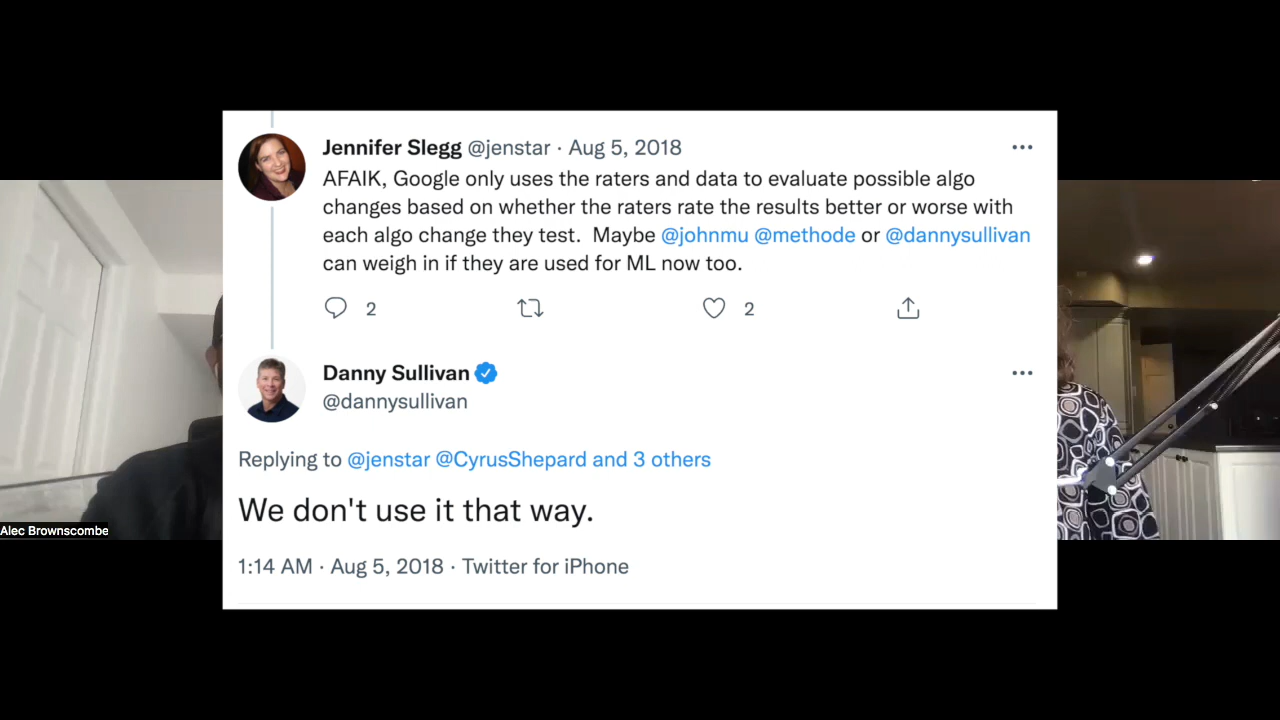 Jennifer Slegg @jenstar · Aug 5, 2018
AFAIK, Google only uses the raters and data to evaluate possible algo
changes based on whether the raters rate the results better or worse with
each algo change they test.  Maybe @johnmu @methode or @dannysullivan
can weigh in if they are used for ML now too.
2 2
Danny Sullivan
@dannysullivan
Replying to @jenstar @CyrusShepard and 3 others
We don't use it that way.
1:14 AM · Aug 5, 2018 · Twitter for iPhone
Alec Brownscombe